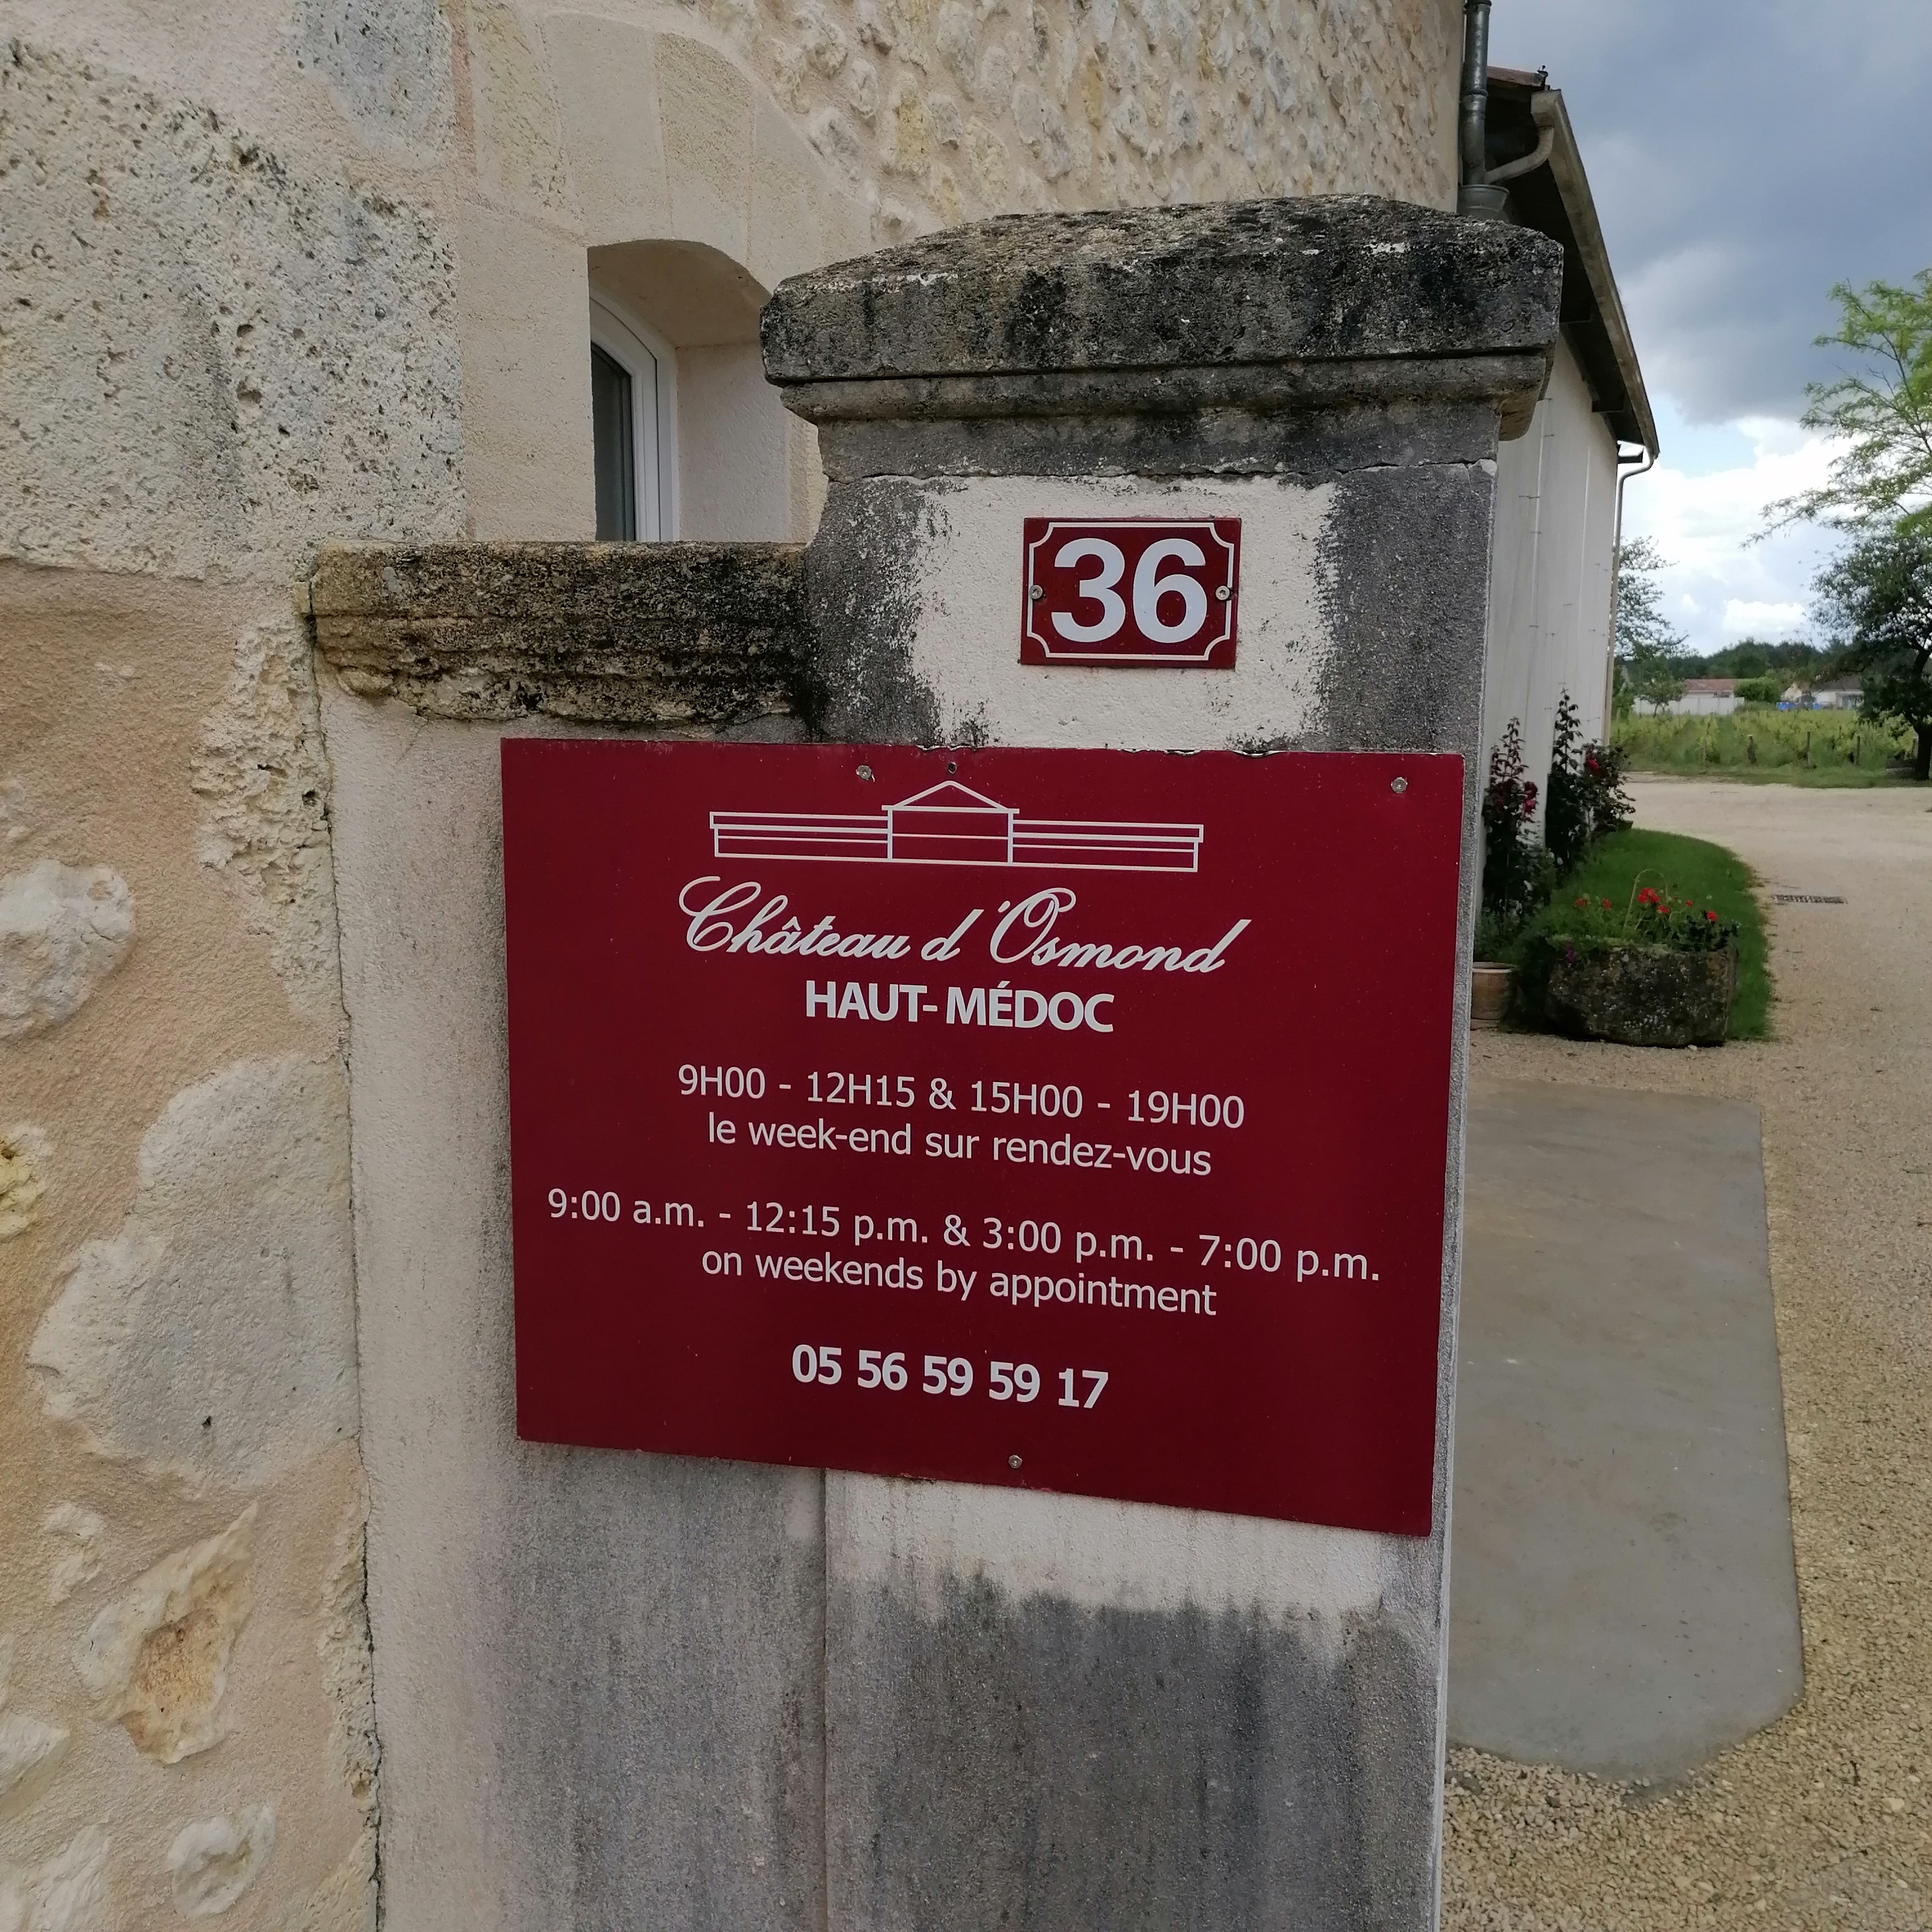 36
Château d'Osmond
HAUT-MÉDOC
9H00 - 12H15 & 15H00 - 19H00
le week-end sur rendez-vous
9:00 a.m. - 12:15 p.m. & 3:00 p.m. - 7:00 p.m.
on weekends by appointment
05 56 59 59 17